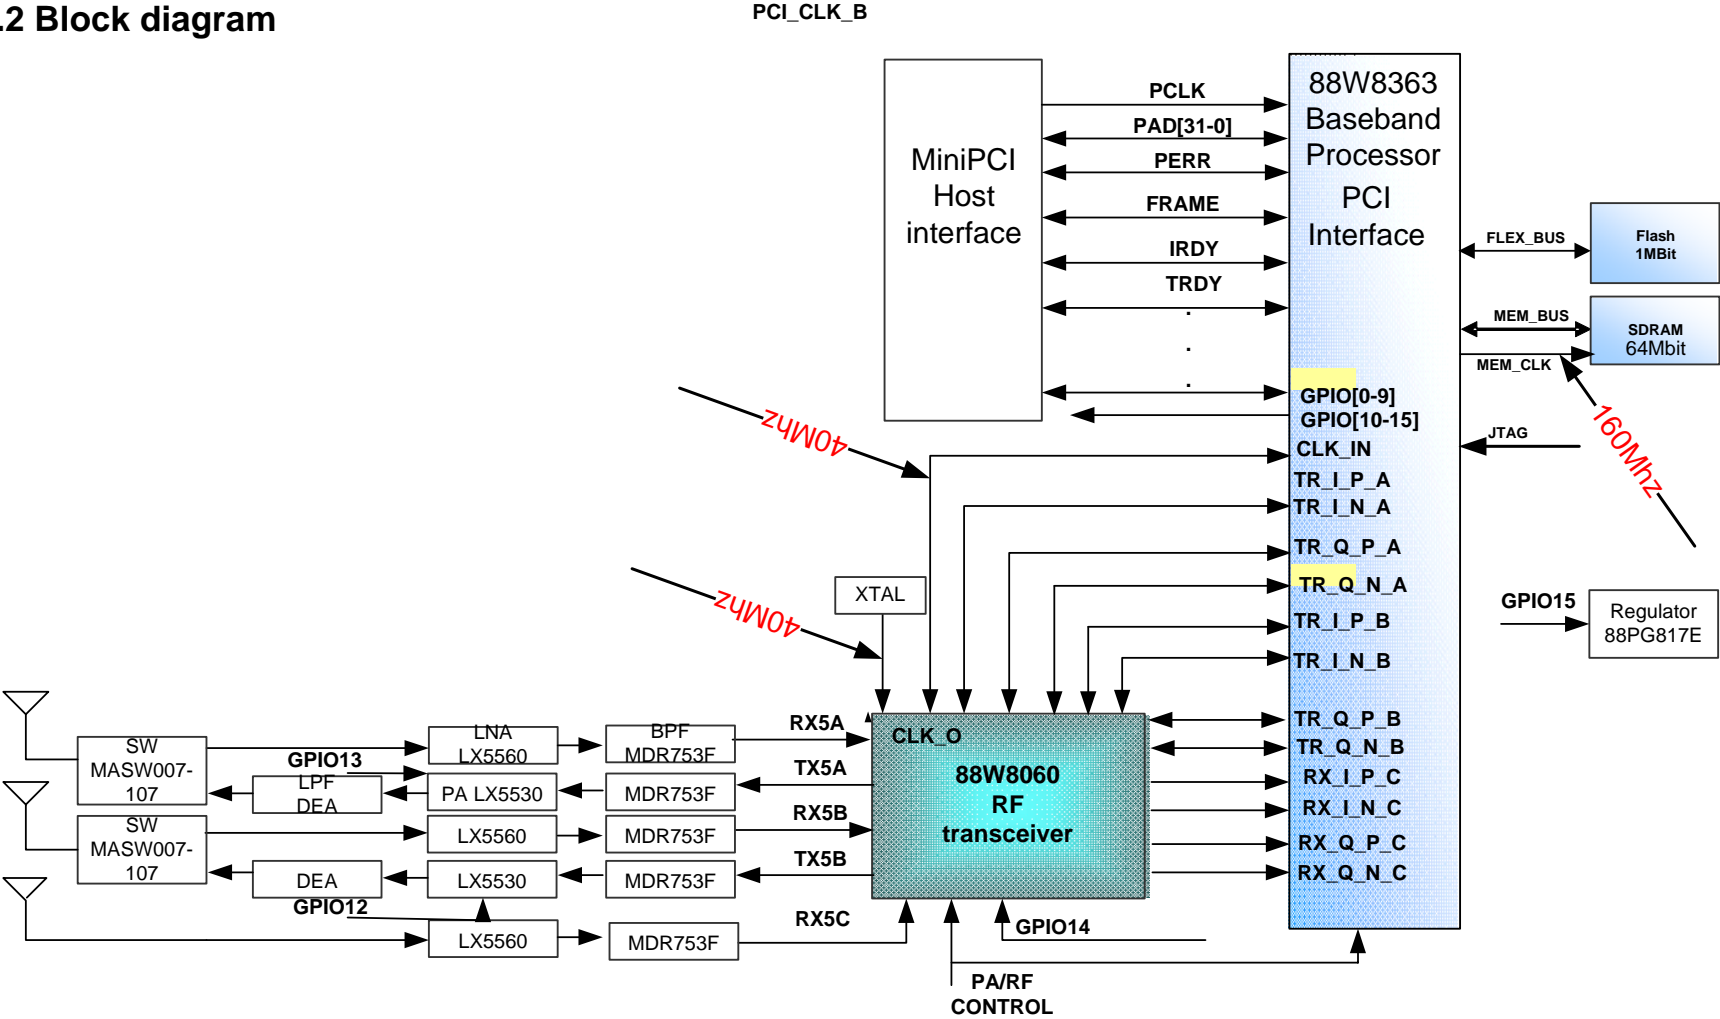 .2 Block diagram
PCI_CLK_B
MiniPCI
Host
interface
PCLK
PAD[31-0]
PERR
FRAME
IRDY
TRDY
.
.
.
88W8363
Baseband
Processor
PCI
Interface
FLEX_BUS
Flash
1MBit
MEM_BUS
SDRAM
64Mbit
MEM_CLK
160Mhz
JTAG
GPIO[0-9]
GPIO[10-15]
CLK_IN
TR_I_P_A
TR_I_N_A
TR_Q_P_A
TR_Q_N_A
TR_I_P_B
TR_I_N_B
TR_Q_P_B
TR_Q_N_B
RX_I_P_C
RX_I_N_C
RX_Q_P_C
RX_Q_N_C
40Mhz
40Mhz
XTAL
GPIO15
Regulator
88PG817E
CLK_O
88W8060
RF
transceiver
SW
MASW007-
107
LNA
LX5560
BPF
MDR753F
RX5A
GPIO13
LPF
DEA
PA LX5530
MDR753F
TX5A
SW
MASW007-
107
LX5560
MDR753F
RX5B
DEA
LX5530
MDR753F
TX5B
GPIO12
LX5560
MDR753F
RX5C
GPIO14
PA/RF
CONTROL